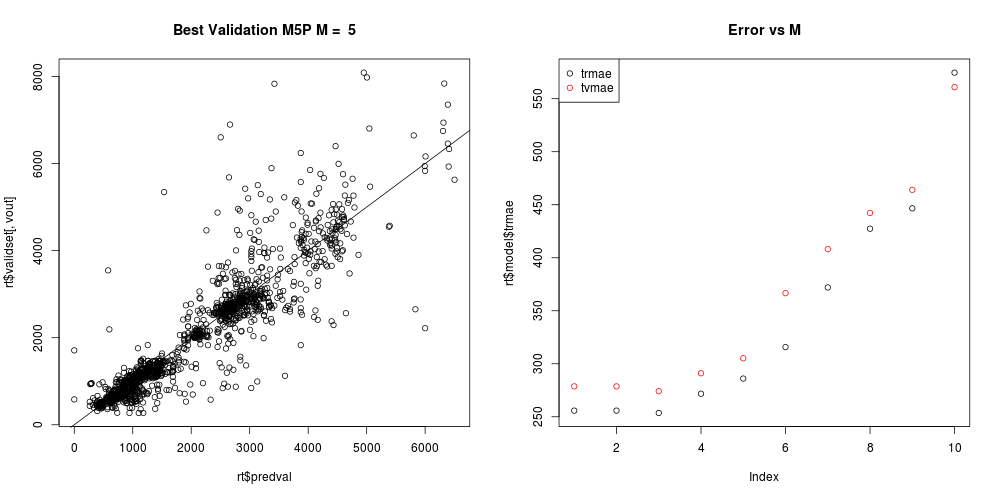 Best Validation M5P M = 5
rt$validset[, vout]
8000
6000
4000
2000
0
0 1000 2000 3000 4000 5000 6000
rt$predval
Error vs M
rt$model$trmae
trmae
tvmae
550
500
450
400
350
300
250
2 4 6 8 10
Index